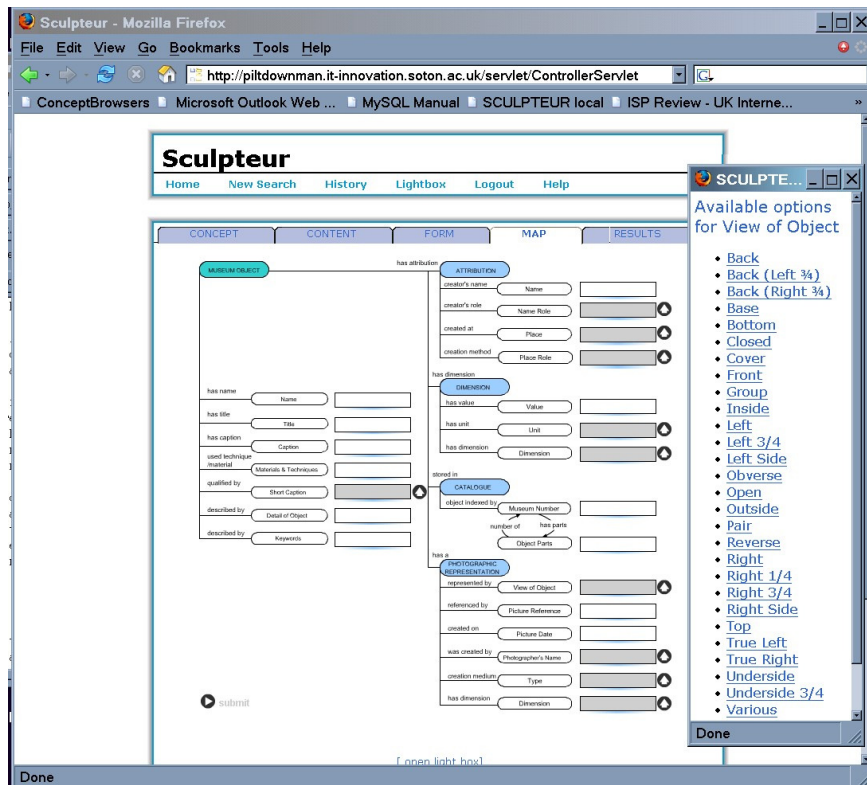 Sculpteur - Mozilla Firefox
File Edit View Go Bookmarks Tools Help
http://piltdownman.it-innovation.soton.ac.uk/servlet/ControllerServlet
G
ConceptBrowsers Microsoft Outlook Web ... MySQL Manual SCULPTEUR local ISP Review - UK Interne... »
Sculpteur
Home New Search History Lightbox Logout Help
CONCEPT CONTENT FORM MAP RESULTS
MUSEUM OBJECT
has name
Name
has title
Title
has caption
Caption
used technique
/material
Materials & Techniques
qualified by
Short Caption
described by
Detail of Object
described by
Keywords
has attribution
ATTRIBUTION
creator's name
Name
creator's role
Name Role
created at
Place
creation method
Place Role
has dimension
DIMENSION
has value
Value
has unit
Unit
has dimension
Dimension
stored in
CATALOGUE
object indexed by
Museum Number
number of
has parts
Object Parts
has a
PHOTOGRAPHIC
REPRESENTATION
represented by
View of Object
referenced by
Picture Reference
created on
Picture Date
was created by
Photographer's Name
creation medium
Type
has dimension
Dimension
submit
[ open light box]
Done
SCULPTE...
Available options
for View of Object
Back
Back (Left ¾)
Back (Right ¾)
Base
Bottom
Closed
Cover
Front
Group
Inside
Left
Left 3/4
Left Side
Obverse
Open
Outside
Pair
Reverse
Right
Right 1/4
Right 3/4
Right Side
Top
True Left
True Right
Underside
Underside 3/4
Various
Done